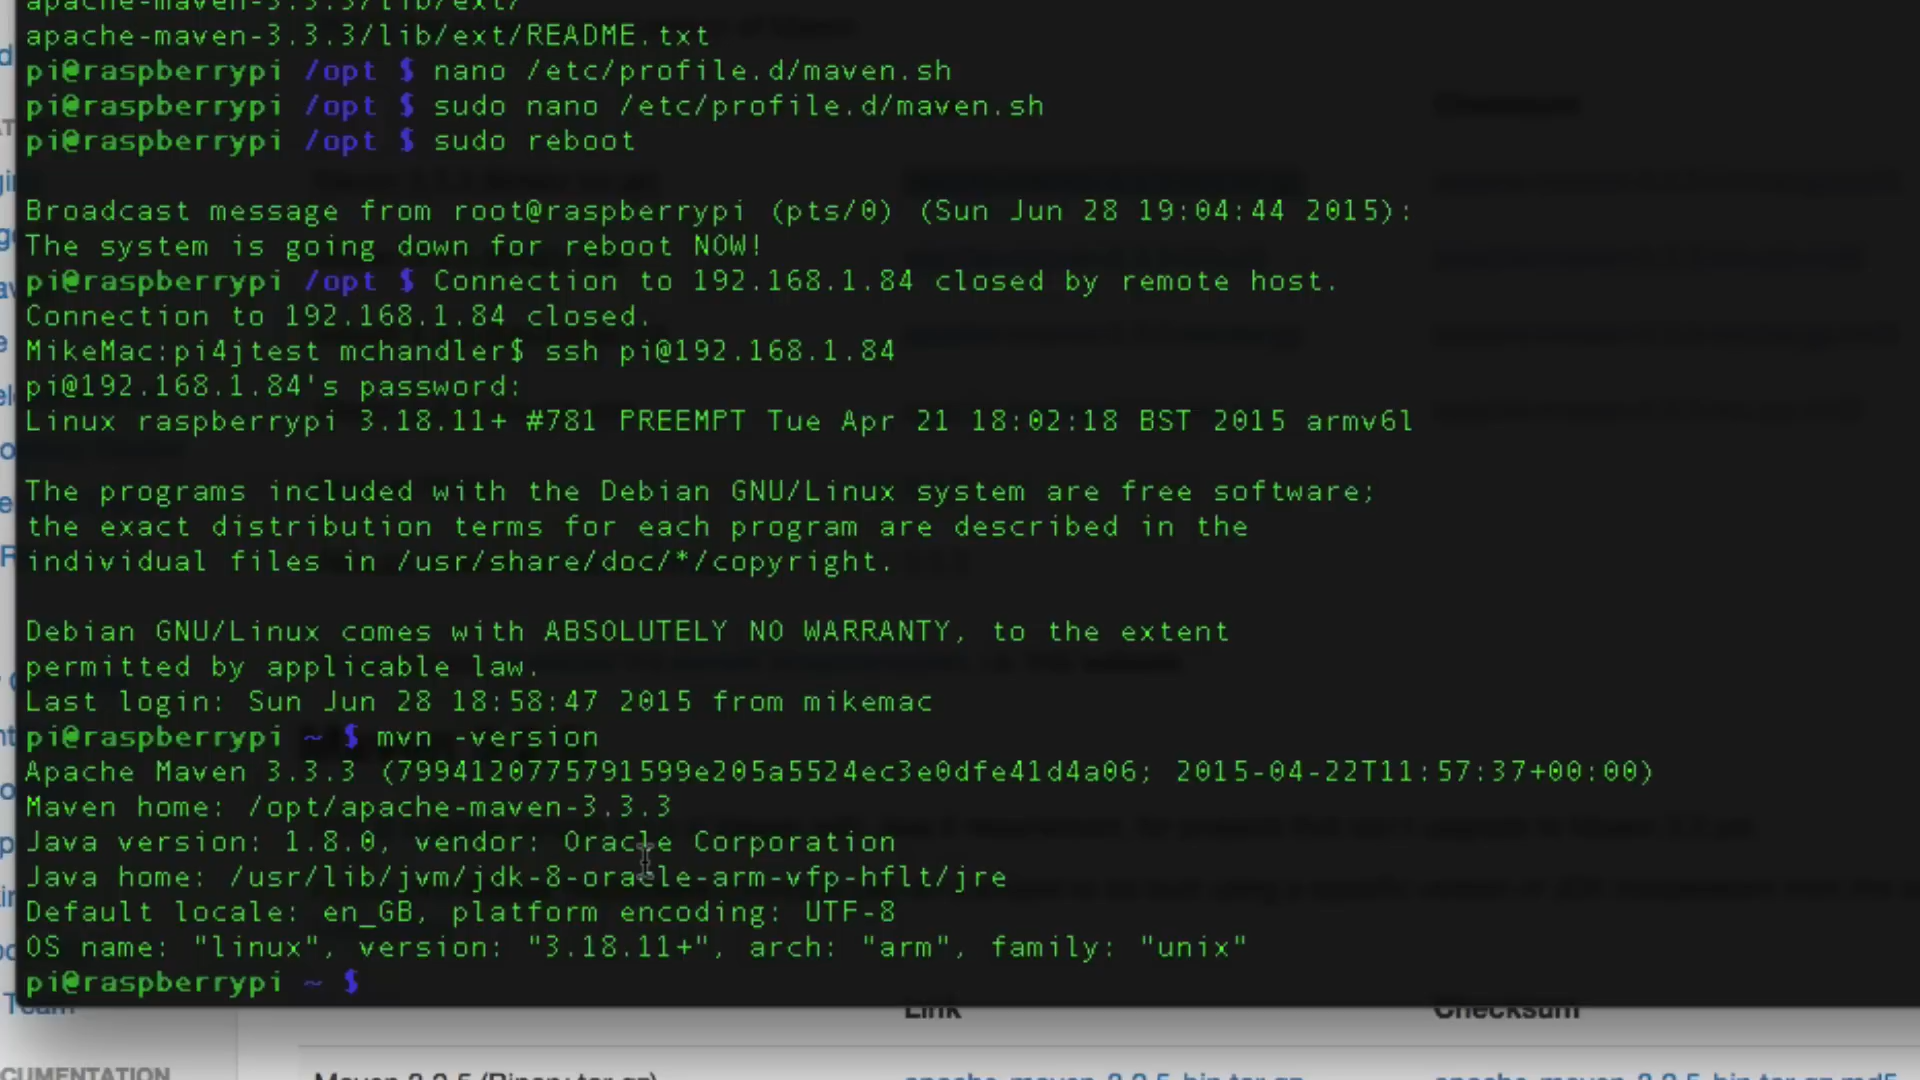 apache-maven-3.3.3/lib/ext/
apache-maven-3.3.3/lib/ext/README.txt
pi@raspberrypi /opt $ nano /etc/profile.d/maven.sh
pi@raspberrypi /opt $ sudo nano /etc/profile.d/maven.sh
pi@raspberrypi /opt $ sudo reboot
Broadcast message from root@raspberrypi (pts/0) (Sun Jun 28 19:04:44 2015):
The system is going down for reboot NOW!
pi@raspberrypi /opt $ Connection to 192.168.1.84 closed by remote host.
Connection to 192.168.1.84 closed.
MikeMac:pi4jtest mchandler$ ssh pi@192.168.1.84
pi@192.168.1.84's password:
Linux raspberrypi 3.18.11+ #781 PREEMPT Tue Apr 21 18:02:18 BST 2015 armv6l
The programs included with the Debian GNU/Linux system are free software;
the exact distribution terms for each program are described in the
individual files in /usr/share/doc/*/copyright.
Debian GNU/Linux comes with ABSOLUTELY NO WARRANTY, to the extent
permitted by applicable law.
Last login: Sun Jun 28 18:58:47 2015 from mikemac
pi@raspberrypi ~ $ mvn -version
Apache Maven 3.3.3 (7994120775791599e205a5524ec3e0dfe41d4a06; 2015-04-22T11:57:37+00:00)
Maven home: /opt/apache-maven-3.3.3
Java version: 1.8.0, vendor: Oracle Corporation
Java home: /usr/lib/jvm/jdk-8-oracle-arm-vfp-hflt/jre
Default locale: en_GB, platform encoding: UTF-8
OS name: "linux", version: "3.18.11+", arch: "arm", family: "unix"
pi@raspberrypi ~ $
Team
Link Checksum